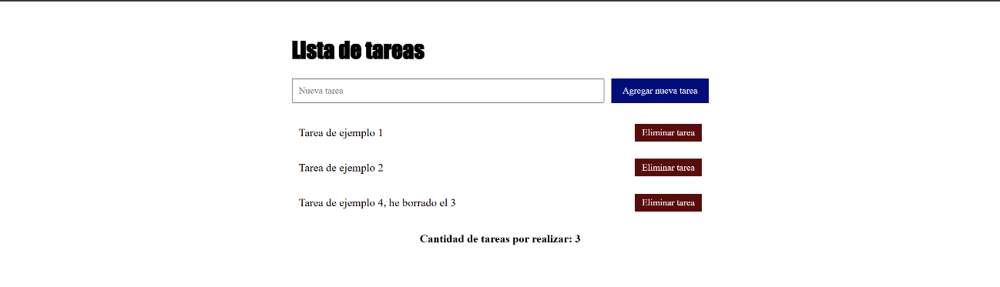 Lista de tareas
Nueva tarea Agregar nueva tarea
Tarea de ejemplo 1 Eliminar tarea
Tarea de ejemplo 2 Eliminar tarea
Tarea de ejemplo 4, he borrado el 3 Eliminar tarea
Cantidad de tareas por realizar: 3